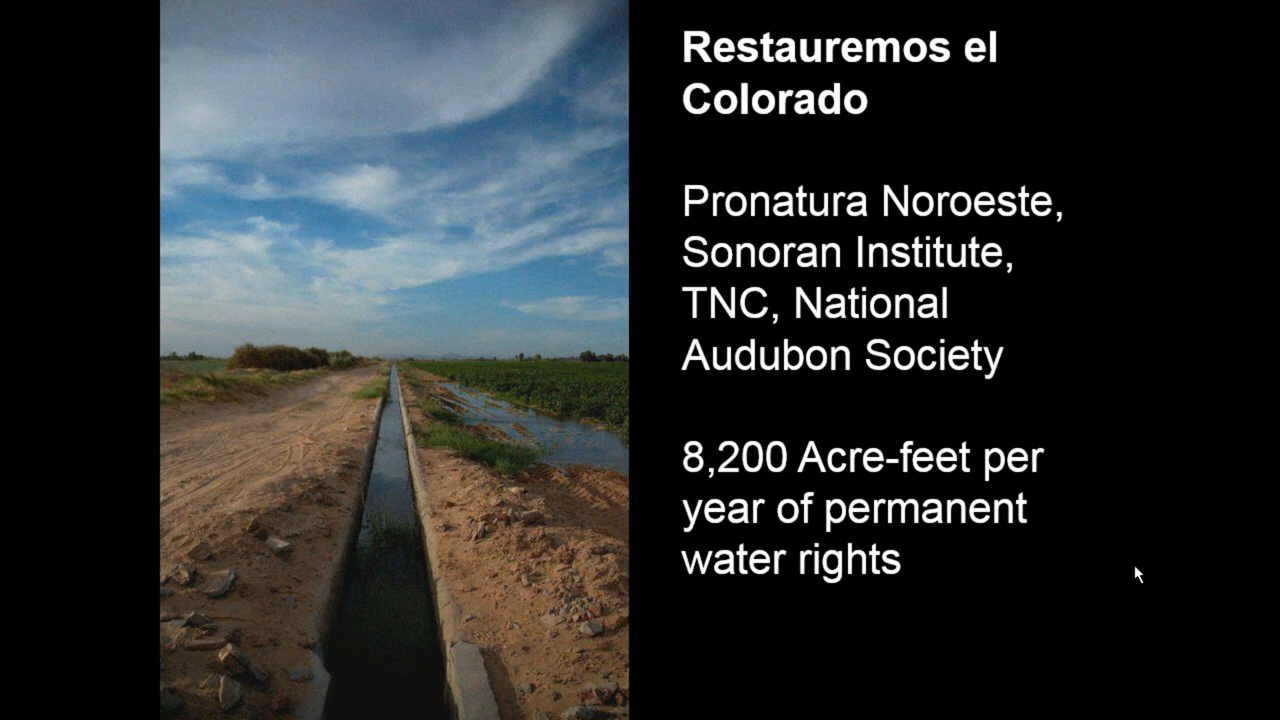 Restauremos el
Colorado
Pronatura Noroeste,
Sonoran Institute,
TNC, National
Audubon Society
8,200 Acre-feet per
year of permanent
water rights